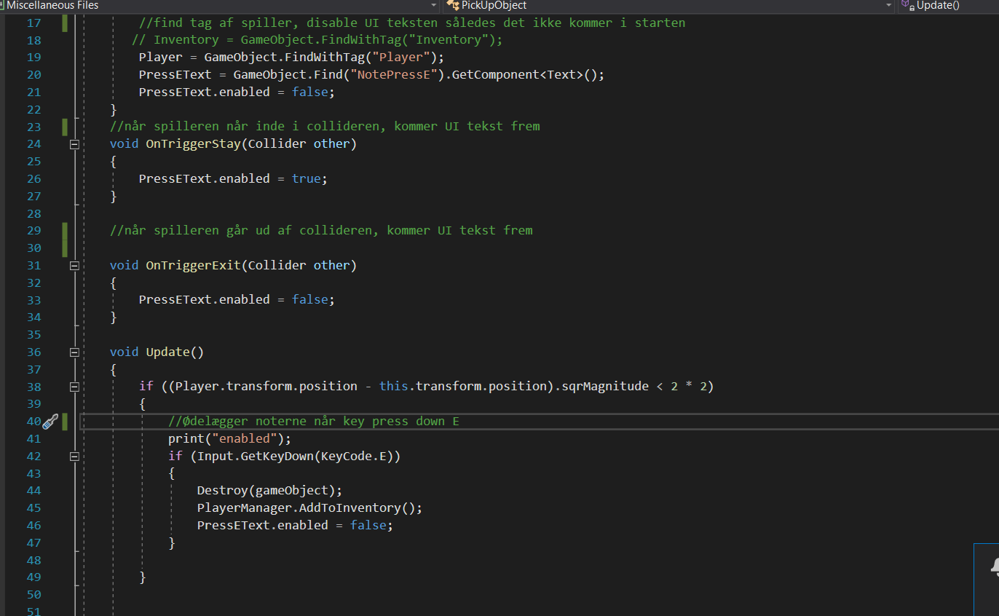 Miscellaneous Files PickUpObject Update()
17 //find tag af spiller, disable UI teksten således det ikke kommer i starten
18 // Inventory = GameObject.FindWithTag("Inventory");
19 Player = GameObject.FindWithTag("Player");
20 PressEText = GameObject.Find("NotePressE").GetComponent<Text>();
21 PressEText.enabled = false;
22 }
23 //når spilleren når inde i collideren, kommer UI tekst frem
24 void OnTriggerStay(Collider other)
25 {
26 PressEText.enabled = true;
27 }
28
29 //når spilleren går ud af collideren, kommer UI tekst frem
30
31 void OnTriggerExit(Collider other)
32 {
33 PressEText.enabled = false;
34 }
35
36 void Update()
37 {
38 if ((Player.transform.position - this.transform.position).sqrMagnitude < 2 * 2)
39 {
40 //Ødelægger noterne når key press down E
41 print("enabled");
42 if (Input.GetKeyDown(KeyCode.E))
43 {
44 Destroy(gameObject);
45 PlayerManager.AddToInventory();
46 PressEText.enabled = false;
47 }
48
49 }
50
51